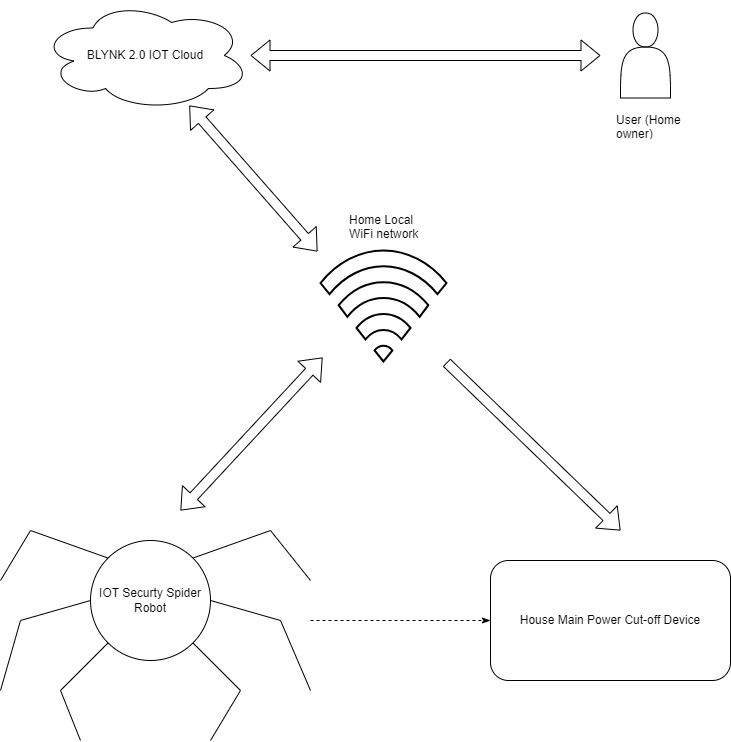 BLYNK 2.0 IOT Cloud
User (Home
owner)
Home Local
WiFi network
IOT Securty Spider
Robot
House Main Power Cut-off Device